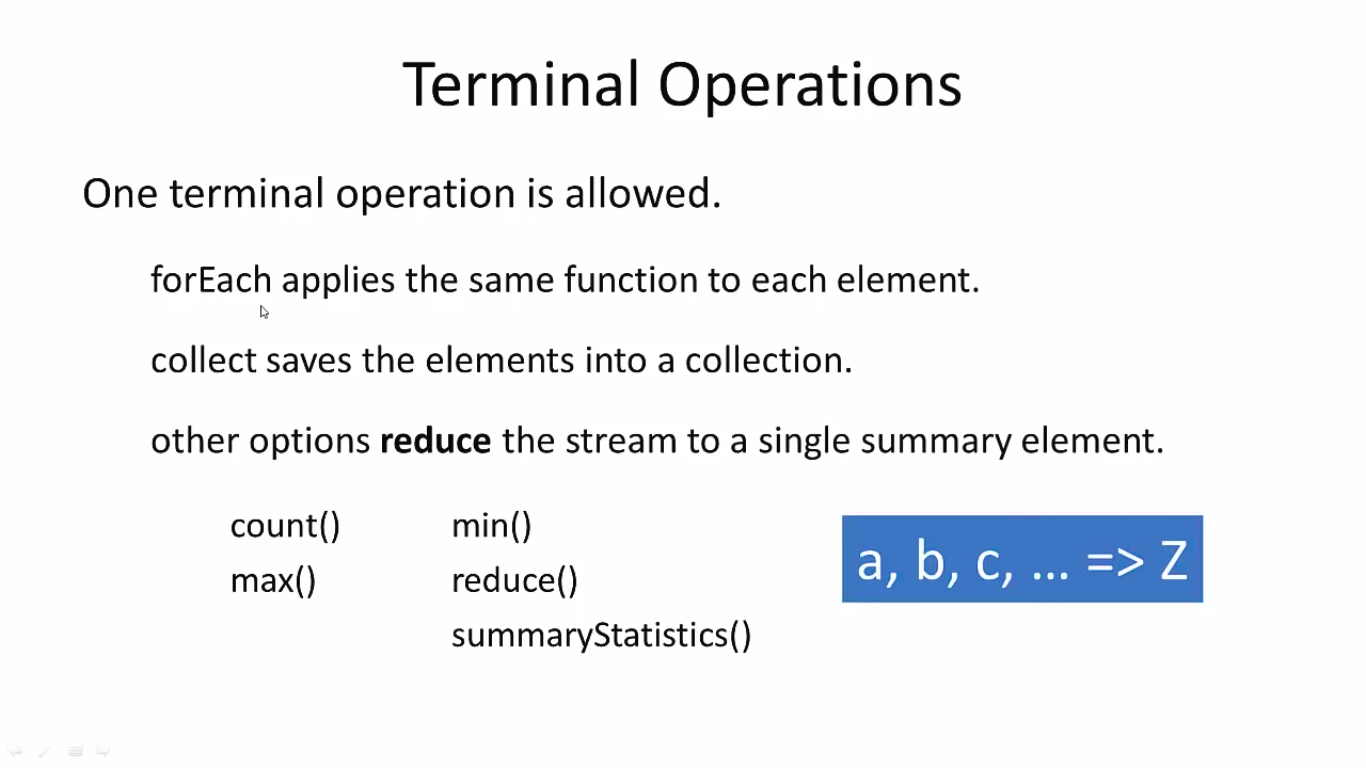 Terminal Operations
One terminal operation is allowed.
forEach applies the same function to each element.
collect saves the elements into a collection.
other options reduce the stream to a single summary element.
count() min()
max() reduce()
summaryStatistics()
a, b, c, ... => Z